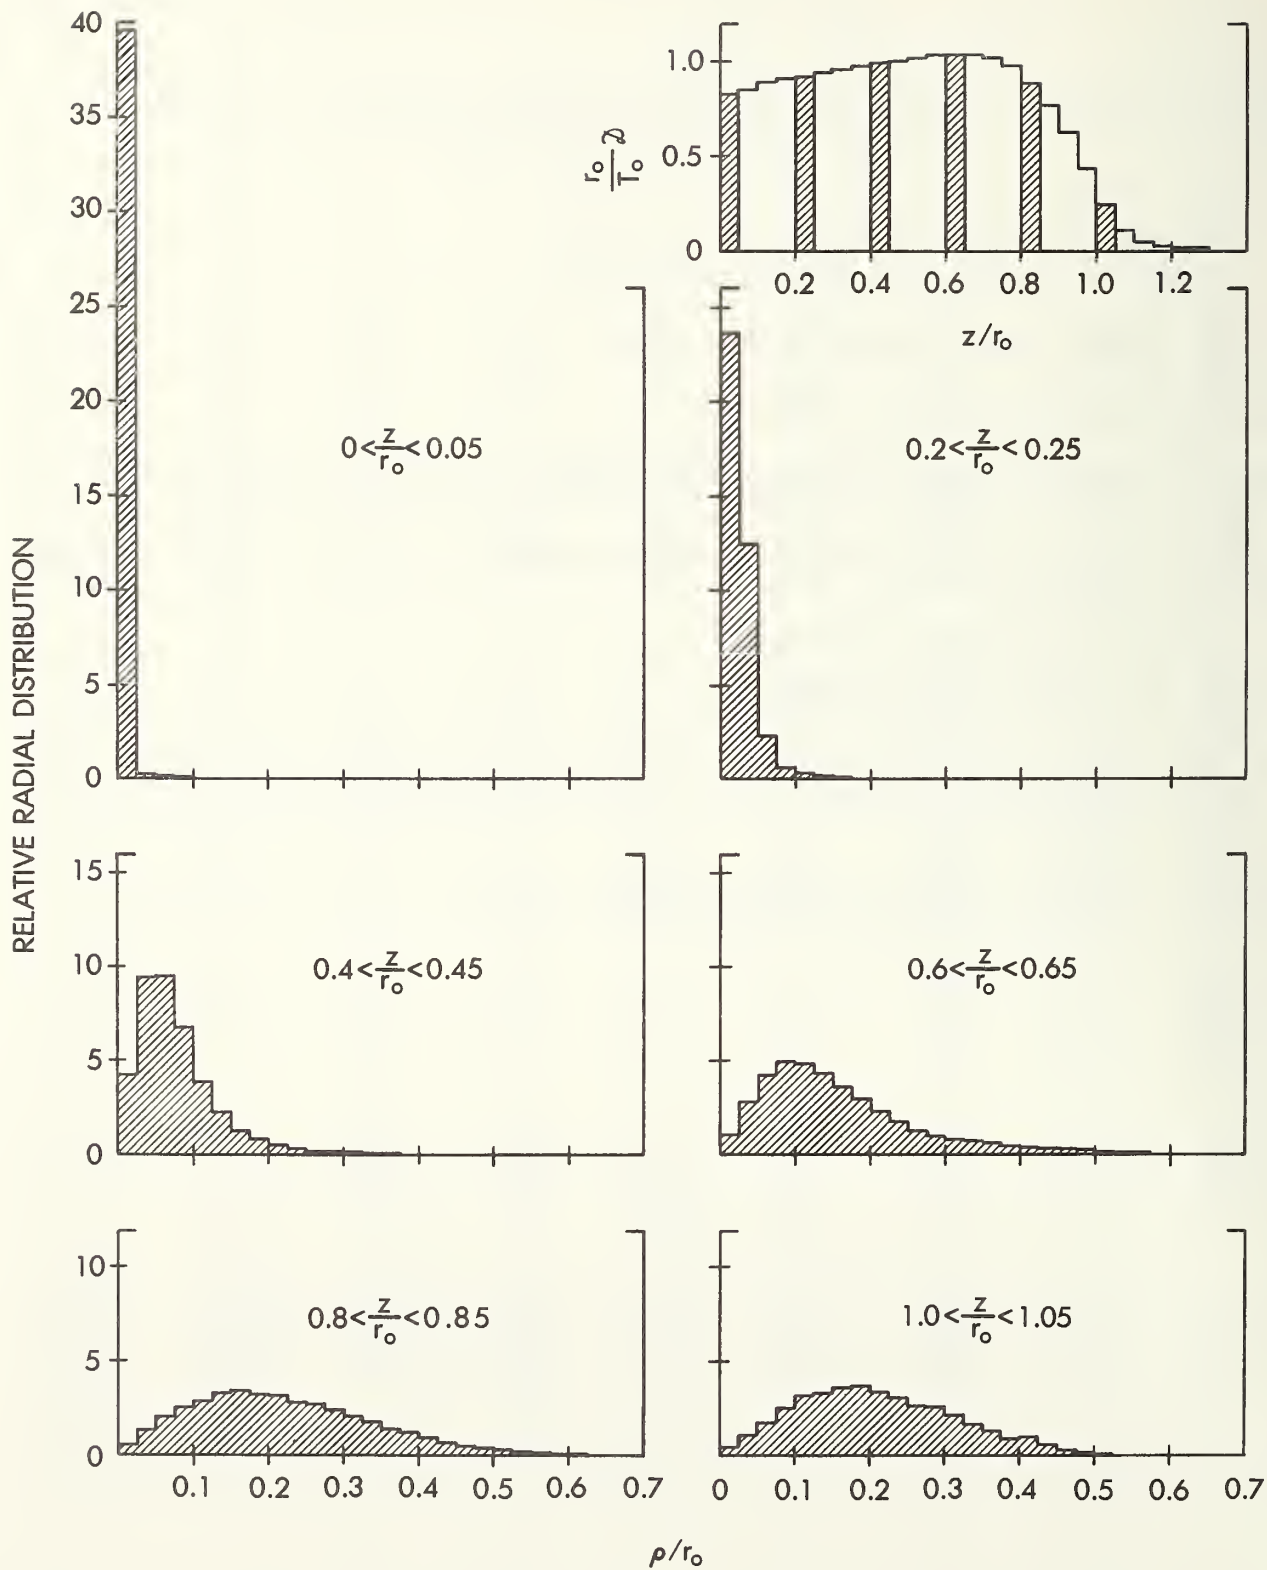 RELATIVE RADIAL DISTRIBUTION
40
35
30
25
20
15
10
5
0
0<z/r₀<0.05
r₀/T₀ 𝒟
1.0
0.5
0
0.2 0.4 0.6 0.8 1.0 1.2
z/r₀
0.2<z/r₀<0.25
15
10
5
0
0.4<z/r₀<0.45
0.6<z/r₀<0.65
10
5
0
0.8<z/r₀<0.85
1.0<z/r₀<1.05
0.1 0.2 0.3 0.4 0.5 0.6 0.7
0 0.1 0.2 0.3 0.4 0.5 0.6 0.7
ρ/r₀